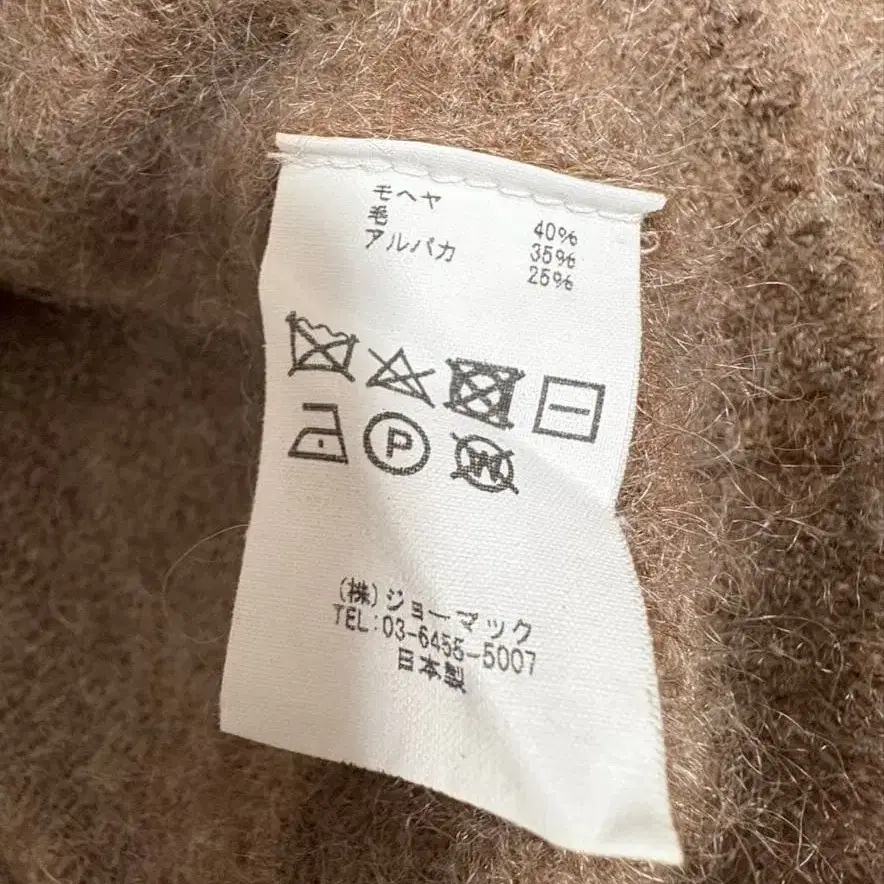 モヘヤ 40%
毛 35%
アルパカ 25%
P
W
(株)ジョーマック
TEL:03-6455-5007
日本製